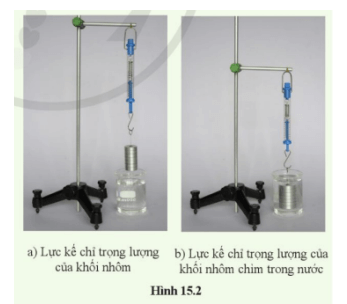 a) Lực kế chỉ trọng lượng
của khối nhôm
b) Lực kế chỉ trọng lượng của
khối nhôm chìm trong nước
Hình 15.2